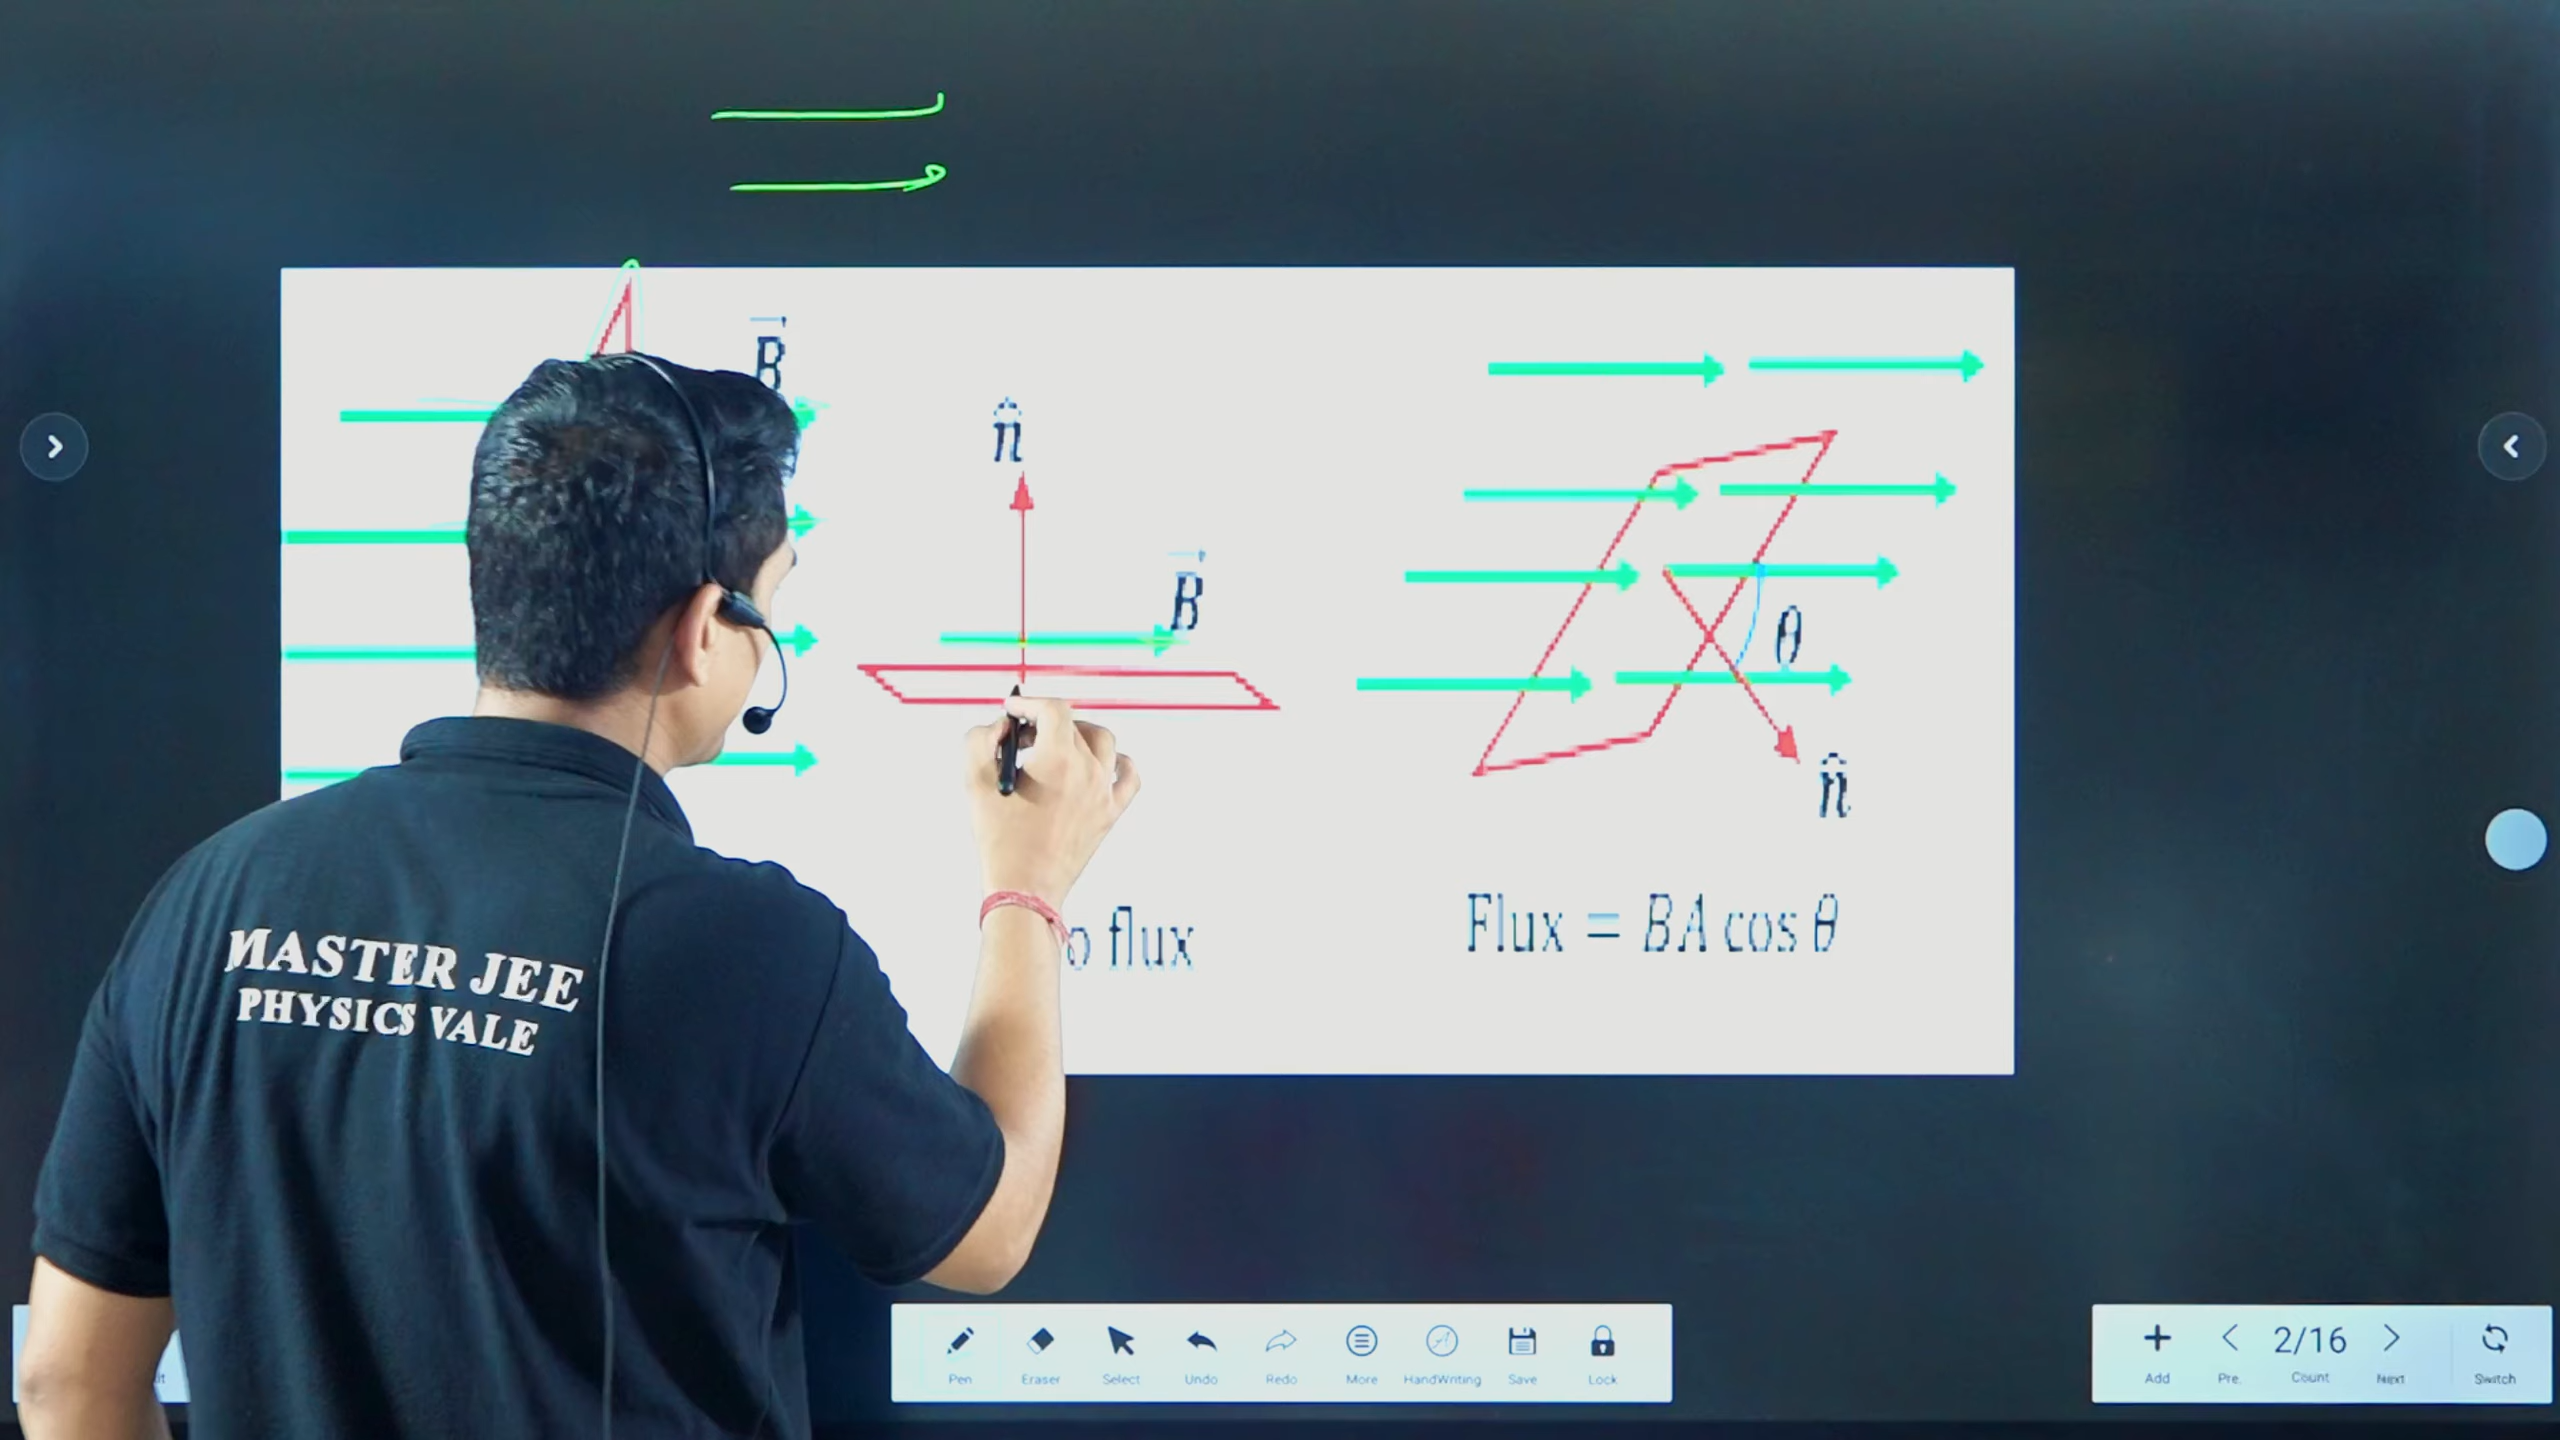 B
n̂
B
θ
n̂
o flux
Flux = BA cos θ
MASTER JEE
PHYSICS VALE
Pen
Eraser
Select
Undo
Redo
More
HandWriting
Save
Lock
Add
Pre.
2/16
Count
Next
Switch